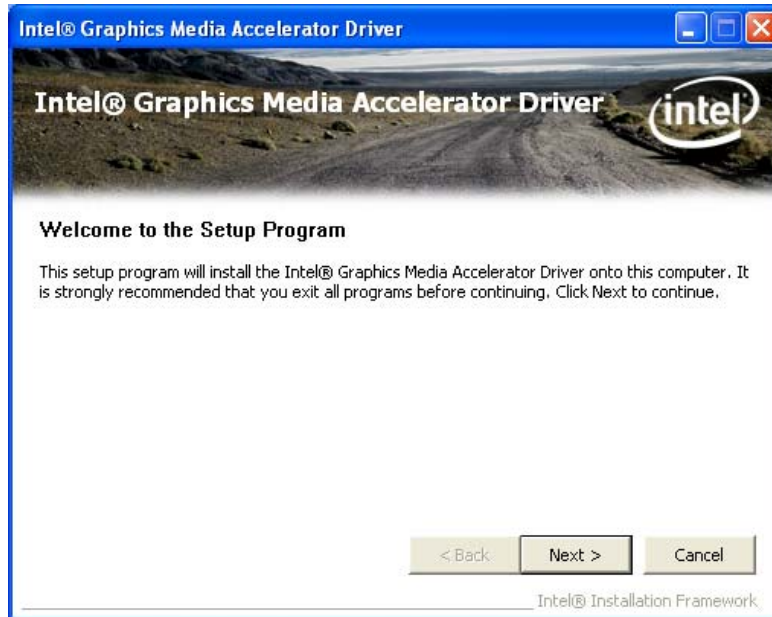 Intel® Graphics Media Accelerator Driver
Intel® Graphics Media Accelerator Driver
intel
Welcome to the Setup Program
This setup program will install the Intel® Graphics Media Accelerator Driver onto this computer. It
is strongly recommended that you exit all programs before continuing. Click Next to continue.
< Back
Next >
Cancel
Intel® Installation Framework